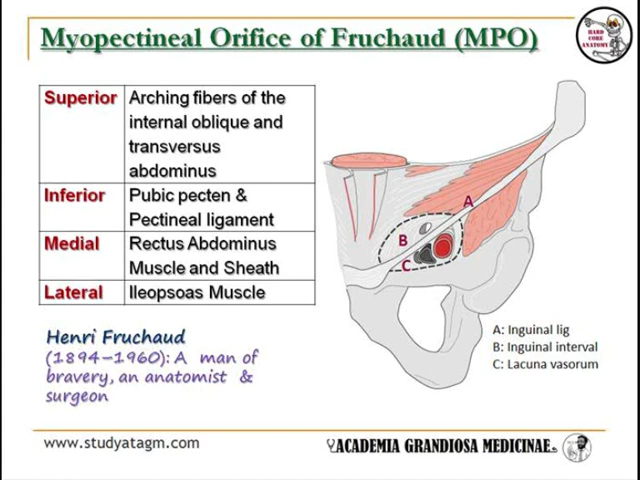 Myopectineal Orifice of Fruchaud (MPO)
HARD
CORE
ANATOMY
Superior Arching fibers of the
internal oblique and
transversus
abdominus
Inferior Pubic pecten &
Pectineal ligament
Medial Rectus Abdominus
Muscle and Sheath
Lateral Ileopsoas Muscle
A
B
C
Henri Fruchaud
(1894–1960): A man of
bravery, an anatomist &
surgeon
A: Inguinal lig
B: Inguinal interval
C: Lacuna vasorum
www.studyatagm.com
ACADEMIA GRANDIOSA MEDICINAE